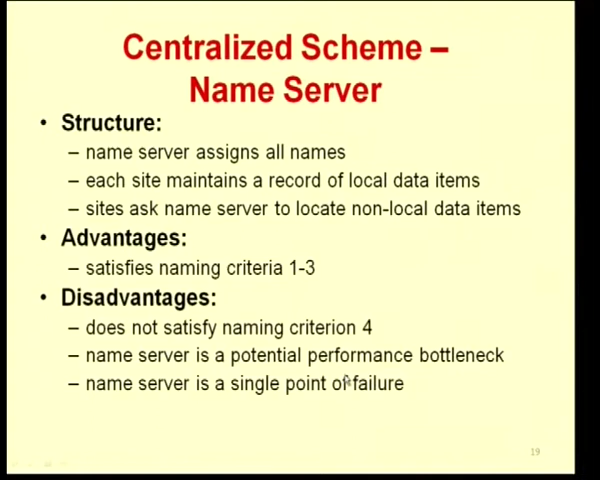 Centralized Scheme –
Name Server
• Structure:
– name server assigns all names
– each site maintains a record of local data items
– sites ask name server to locate non-local data items
• Advantages:
– satisfies naming criteria 1-3
• Disadvantages:
– does not satisfy naming criterion 4
– name server is a potential performance bottleneck
– name server is a single point of failure
19